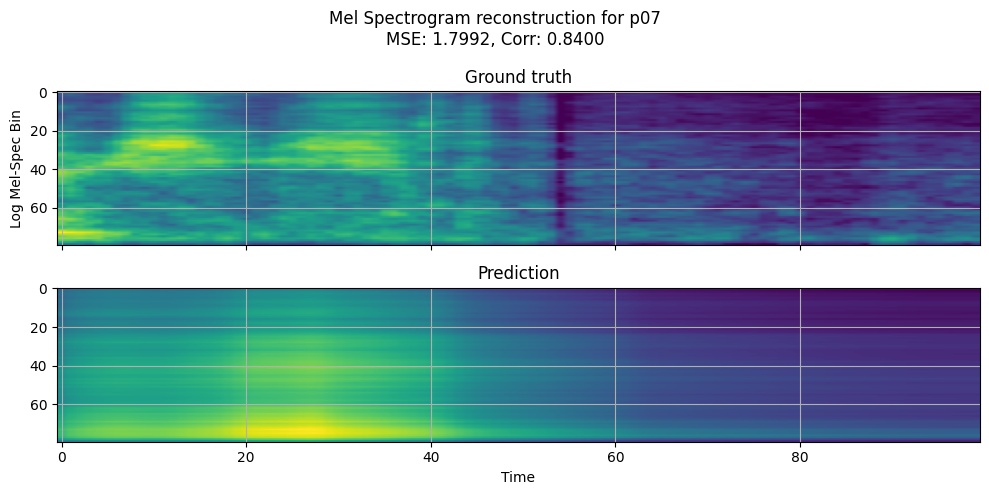 Mel Spectrogram reconstruction for p07
MSE: 1.7992, Corr: 0.8400
Ground truth
0
20
40
60
Log Mel-Spec Bin
Prediction
0
20
40
60
0 20 40 60 80
Time